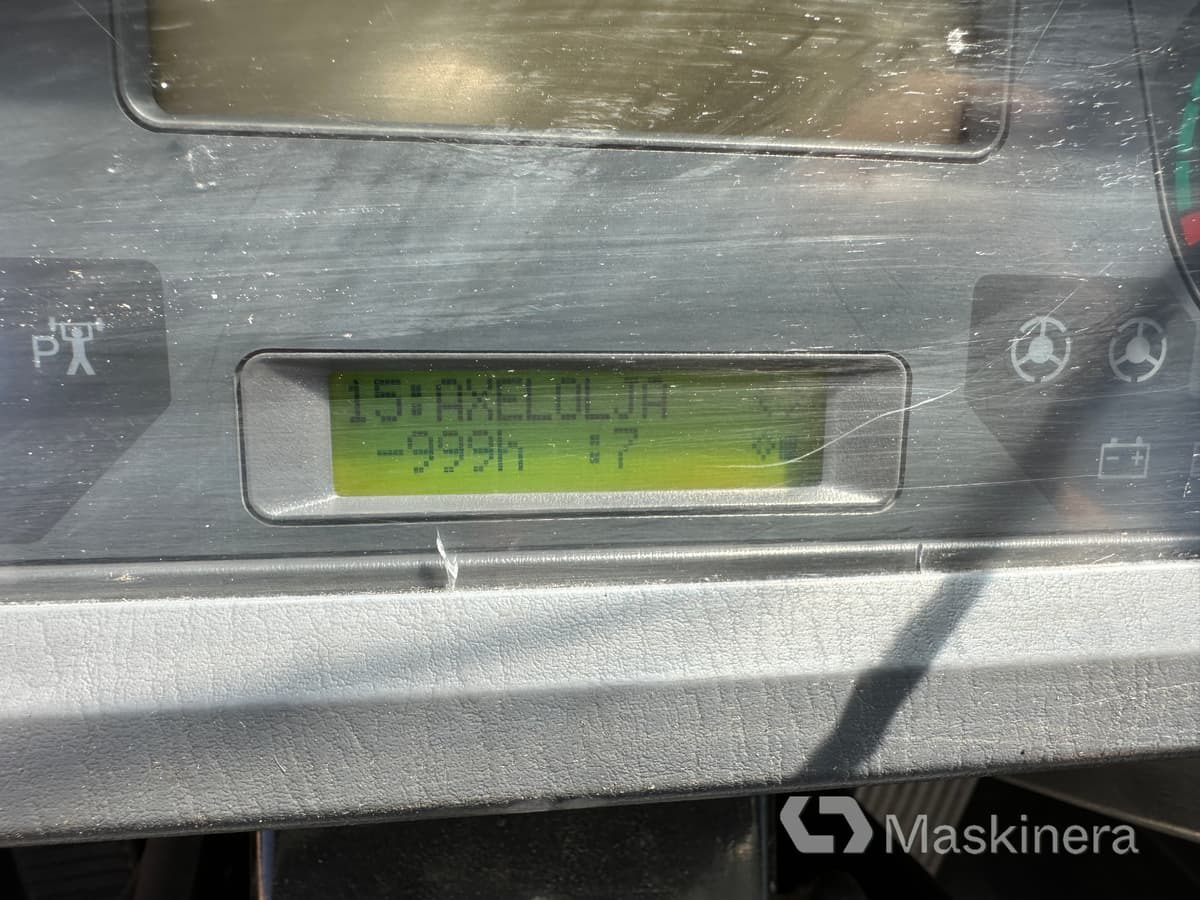 P
15:AXELOLJA
-999h :7
- +
Maskinera